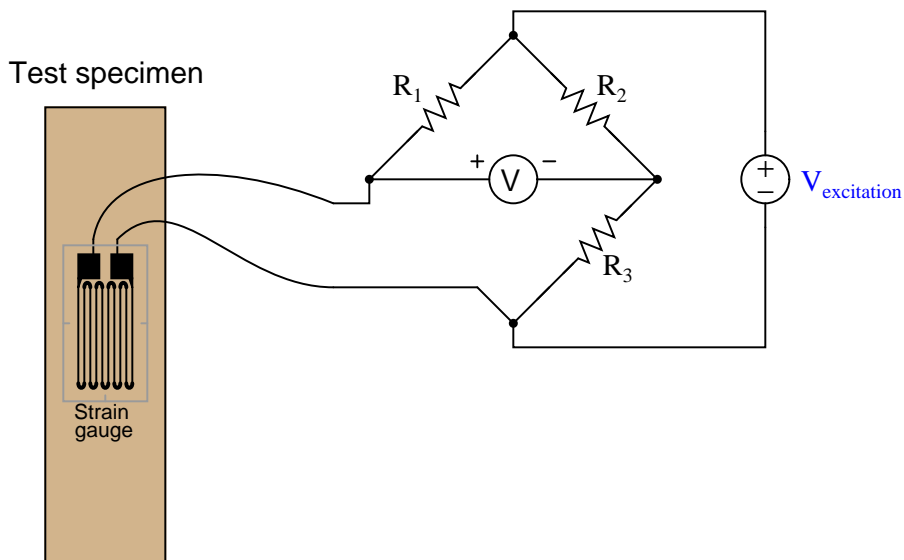 Test specimen
R1
R2
+
−
V
+
−
Vexcitation
R3
Strain
gauge